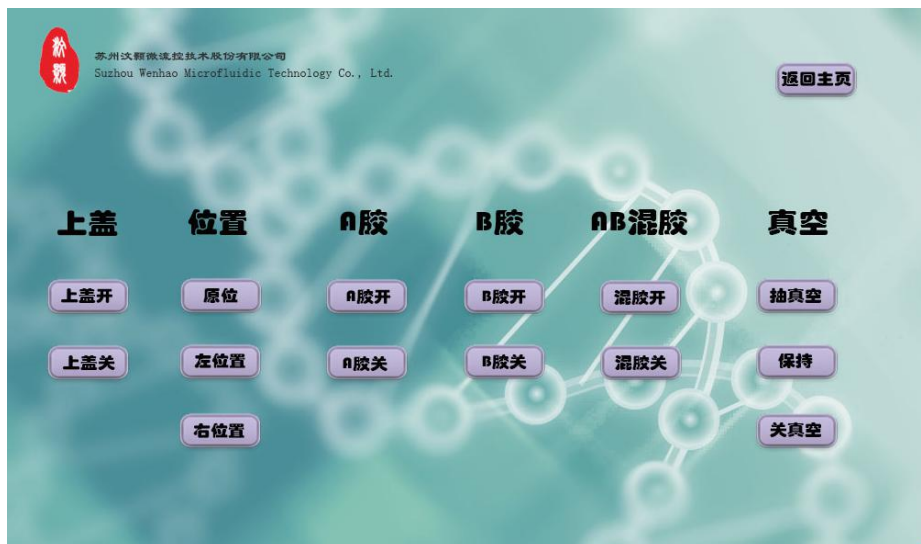 汶颢
苏州汶颢微流控技术股份有限公司
Suzhou Wenhao Microfluidic Technology Co., Ltd.
返回主页
上盖 位置 A胶 B胶 AB混胶 真空
上盖开 原位 A胶开 B胶开 混胶开 抽真空
上盖关 左位置 A胶关 B胶关 混胶关 保持
右位置 关真空